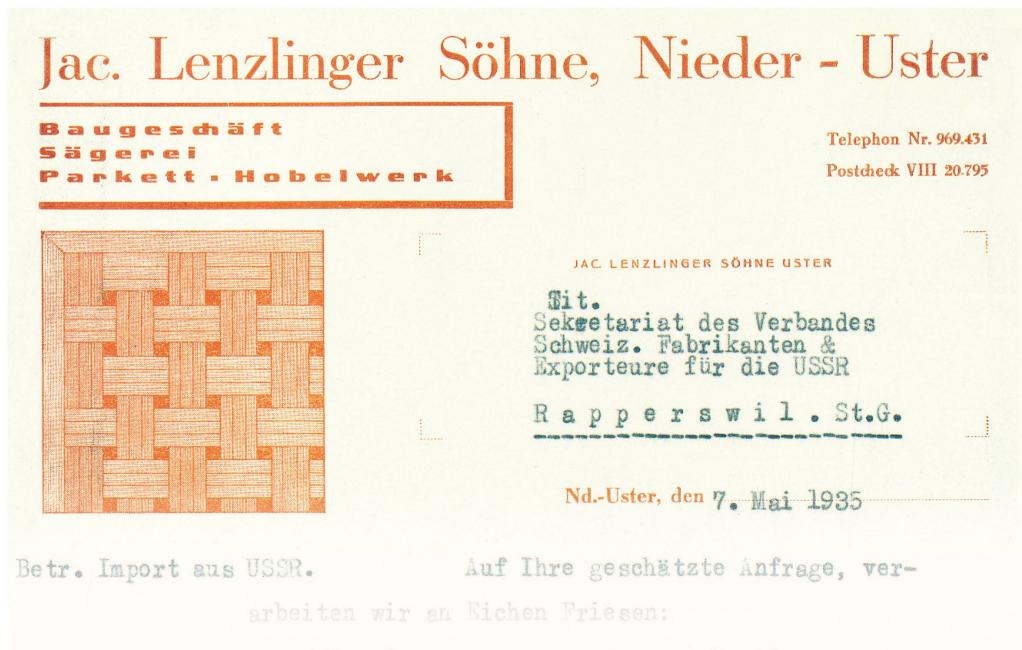 Jac. Lenzlinger Söhne, Nieder - Uster
Baugeschäft
Sägerei
Parkett - Hobelwerk
Telephon Nr. 969.431
Postcheck VIII 20.795
JAC. LENZLINGER SÖHNE USTER
Tit.
Sekretariat des Verbandes
Schweiz. Fabrikanten &
Exporteure für die USSR
Rapperswil . St.G.
Nd.-Uster, den 7. Mai 1935
Betr. Import aus USSR. Auf Ihre geschätzte Anfrage, ver-
arbeiten wir an Eichen Friesen: